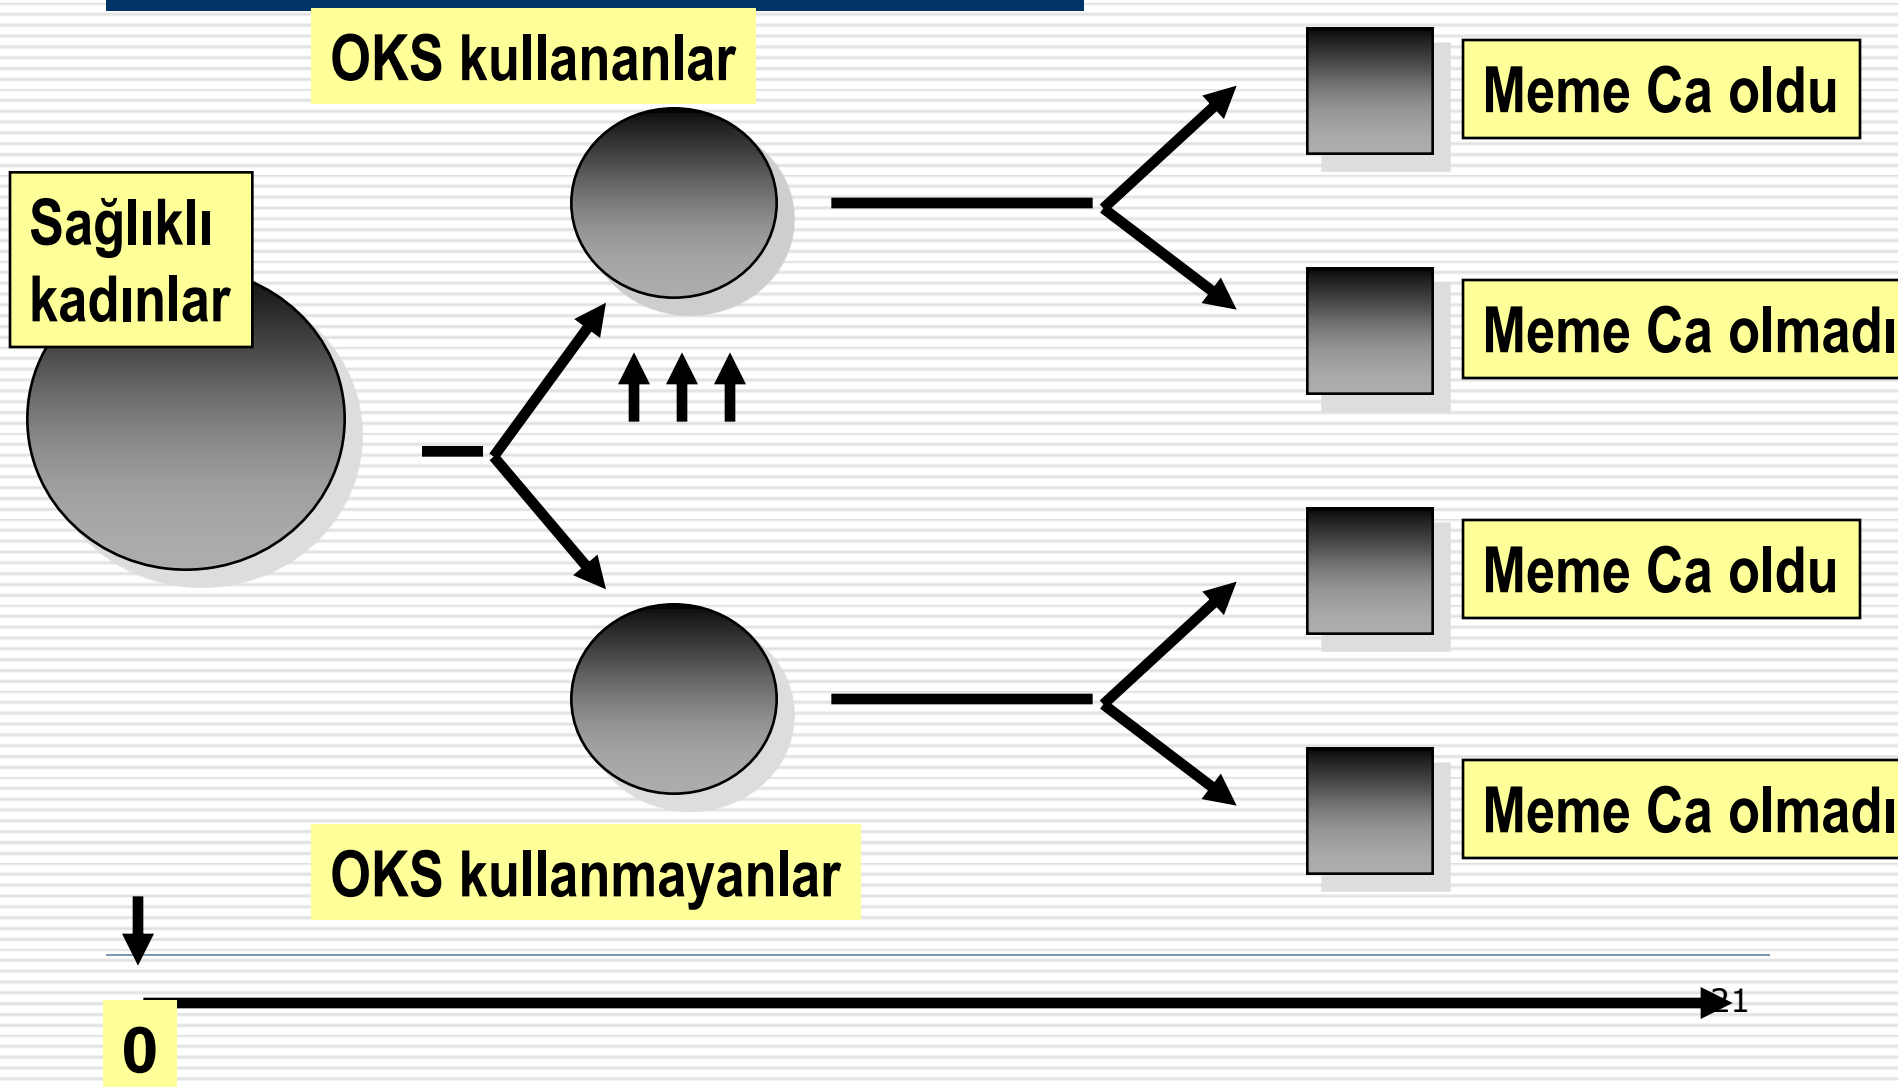 OKS kullananlar
Meme Ca oldu
Sağlıklı
kadınlar
Meme Ca olmadı
Meme Ca oldu
Meme Ca olmadı
OKS kullanmayanlar
21
0